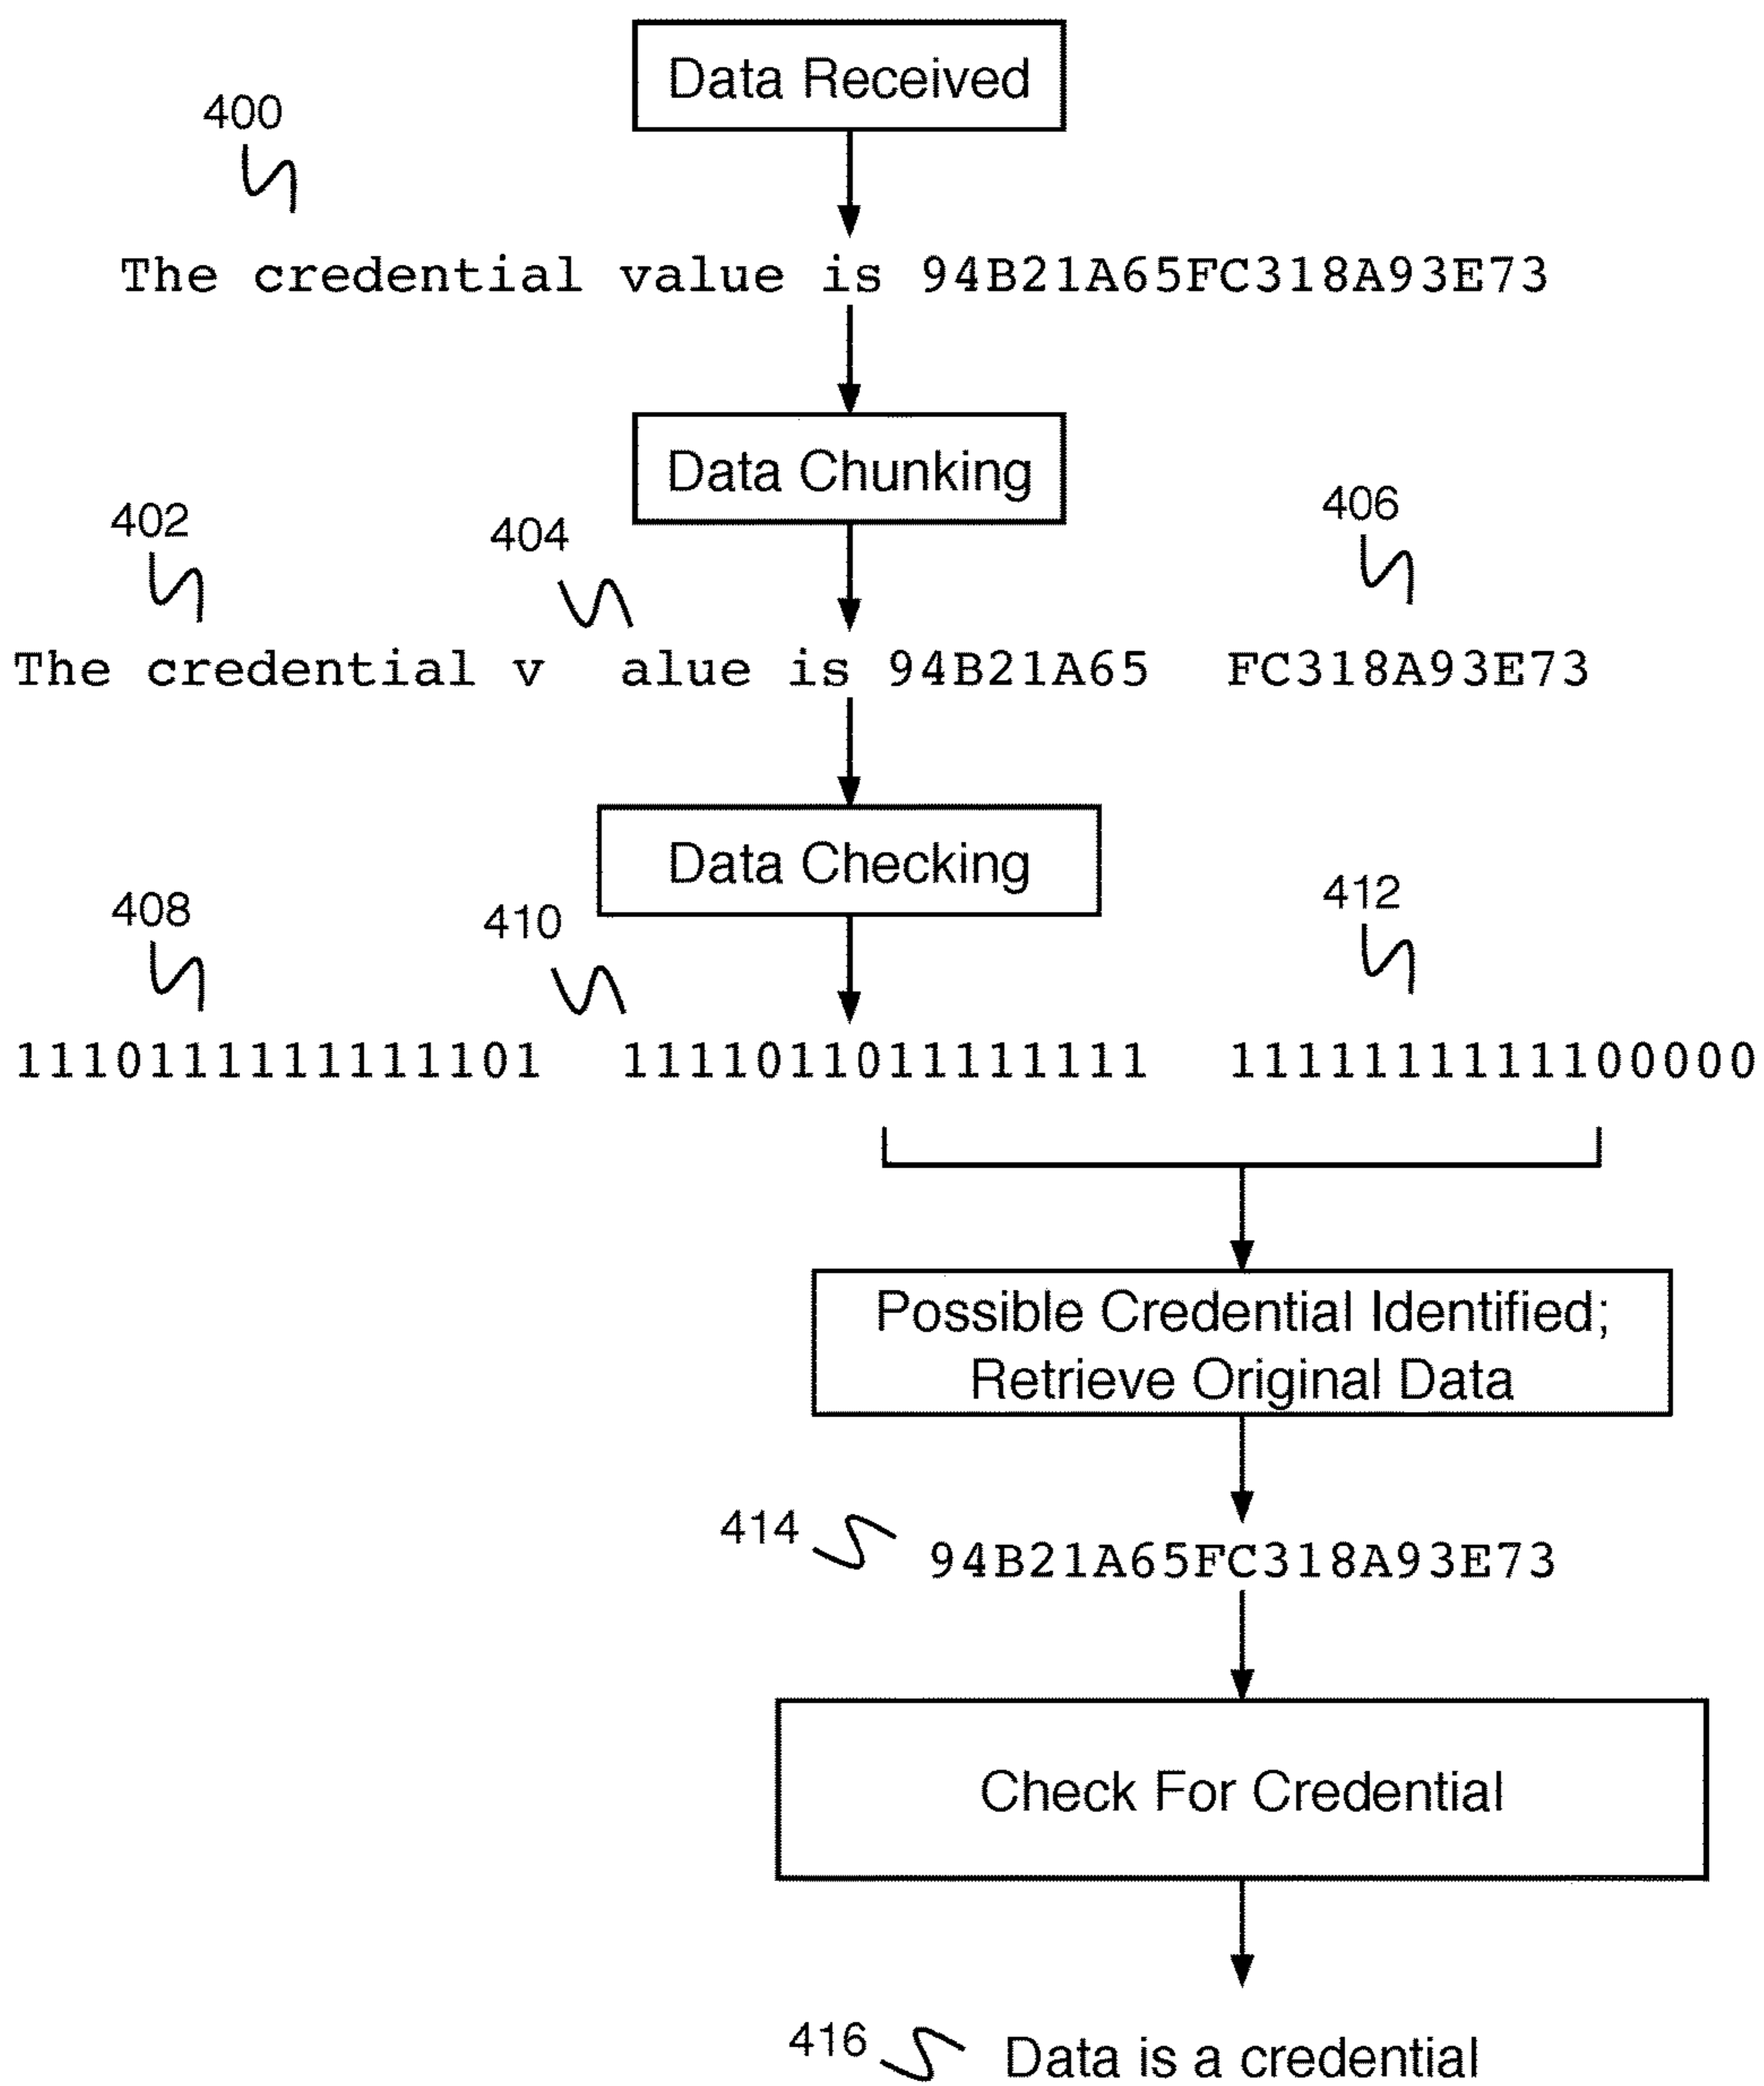 Data Received
400
The credential value is 94B21A65FC318A93E73
Data Chunking
402 404 406
The credential v alue is 94B21A65 FC318A93E73
Data Checking
408 410 412
1110111111111101 1111011011111111 1111111111100000
Possible Credential Identified;
Retrieve Original Data
414 94B21A65FC318A93E73
Check For Credential
416 Data is a credential